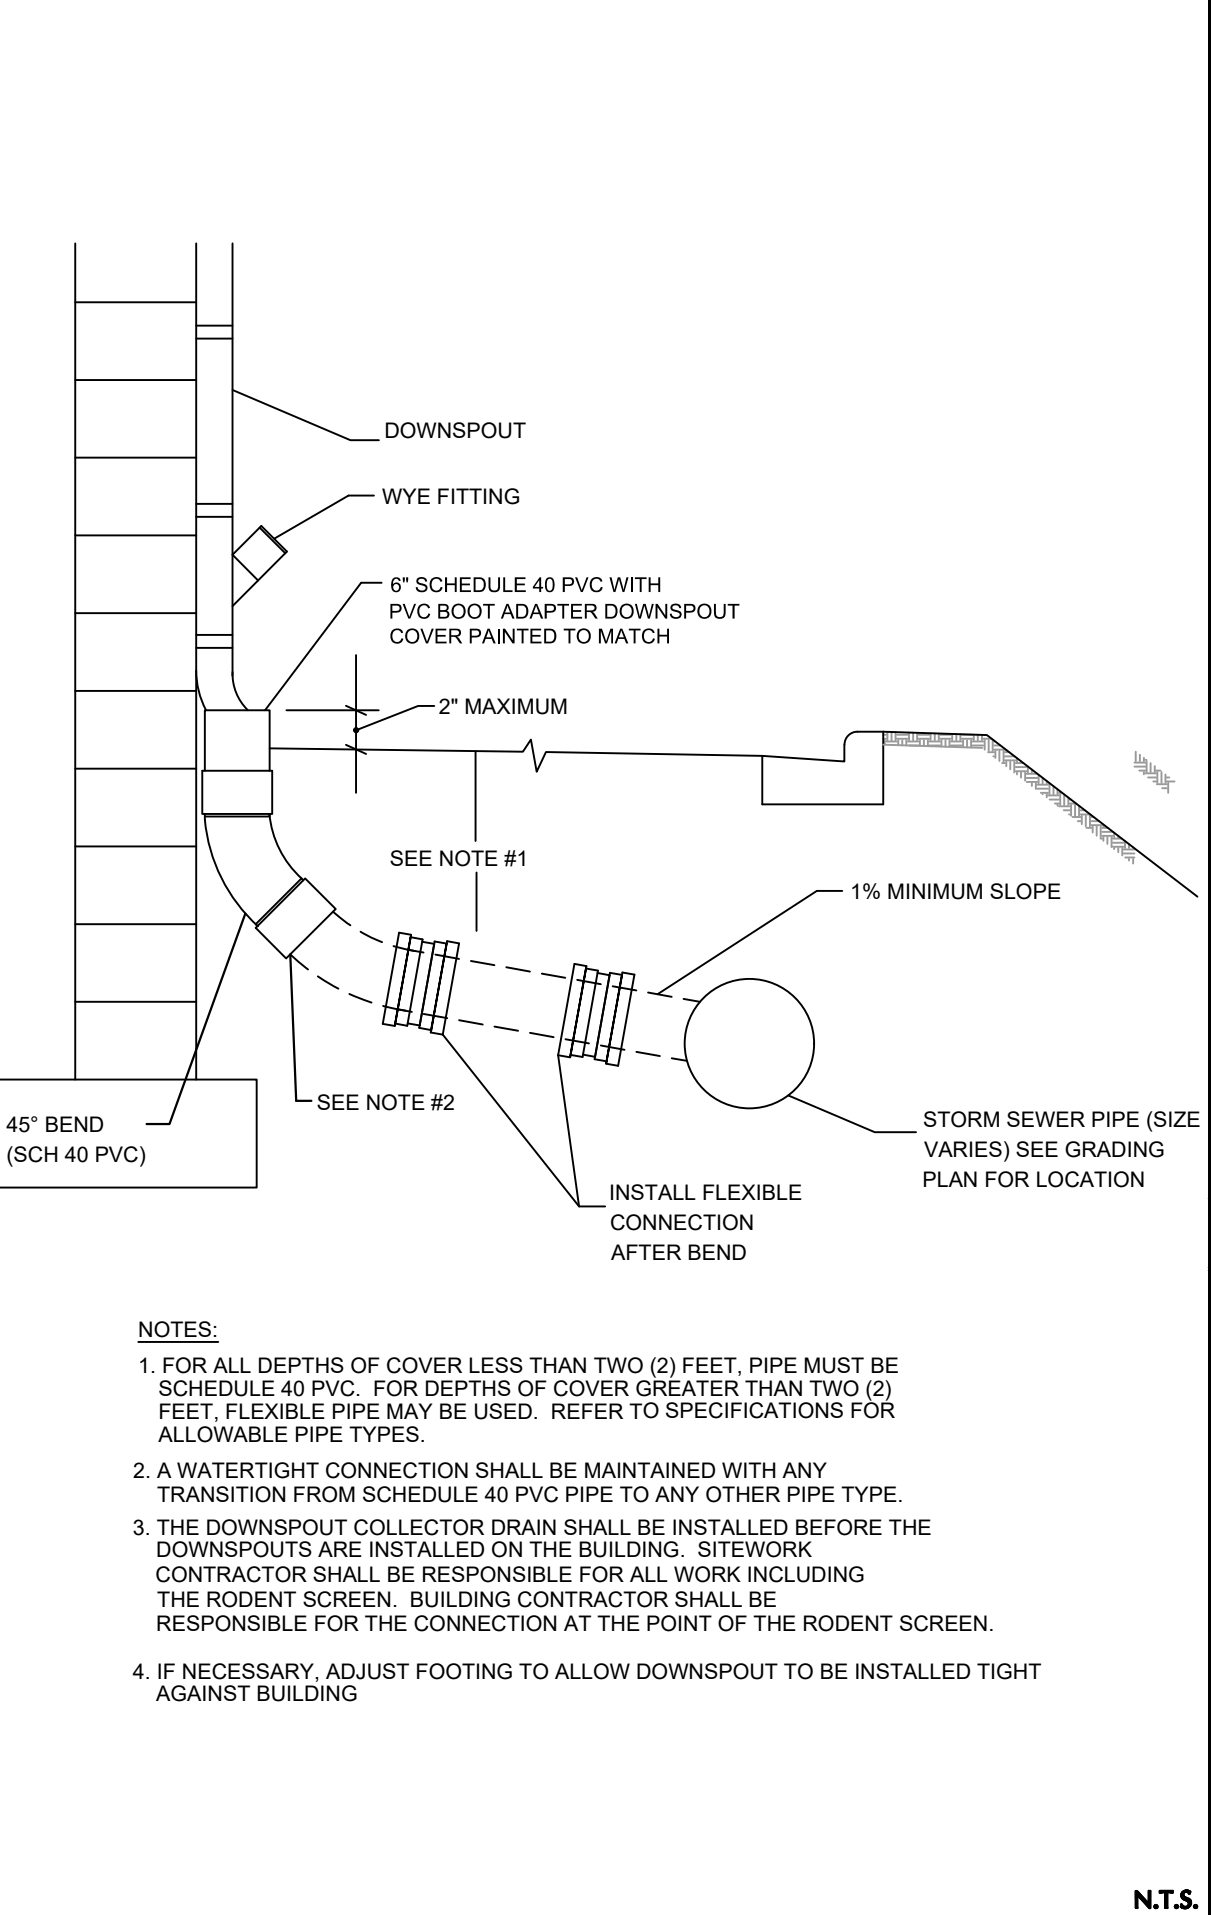 DOWNSPOUT
WYE FITTING
6" SCHEDULE 40 PVC WITH
PVC BOOT ADAPTER DOWNSPOUT
COVER PAINTED TO MATCH
2" MAXIMUM
SEE NOTE #1
1% MINIMUM SLOPE
SEE NOTE #2
45° BEND
(SCH 40 PVC)
STORM SEWER PIPE (SIZE
VARIES) SEE GRADING
PLAN FOR LOCATION
INSTALL FLEXIBLE
CONNECTION
AFTER BEND
NOTES:
1. FOR ALL DEPTHS OF COVER LESS THAN TWO (2) FEET, PIPE MUST BE
SCHEDULE 40 PVC. FOR DEPTHS OF COVER GREATER THAN TWO (2)
FEET, FLEXIBLE PIPE MAY BE USED. REFER TO SPECIFICATIONS FOR
ALLOWABLE PIPE TYPES.
2. A WATERTIGHT CONNECTION SHALL BE MAINTAINED WITH ANY
TRANSITION FROM SCHEDULE 40 PVC PIPE TO ANY OTHER PIPE TYPE.
3. THE DOWNSPOUT COLLECTOR DRAIN SHALL BE INSTALLED BEFORE THE
DOWNSPOUTS ARE INSTALLED ON THE BUILDING. SITEWORK
CONTRACTOR SHALL BE RESPONSIBLE FOR ALL WORK INCLUDING
THE RODENT SCREEN. BUILDING CONTRACTOR SHALL BE
RESPONSIBLE FOR THE CONNECTION AT THE POINT OF THE RODENT SCREEN.
4. IF NECESSARY, ADJUST FOOTING TO ALLOW DOWNSPOUT TO BE INSTALLED TIGHT
AGAINST BUILDING
N.T.S.